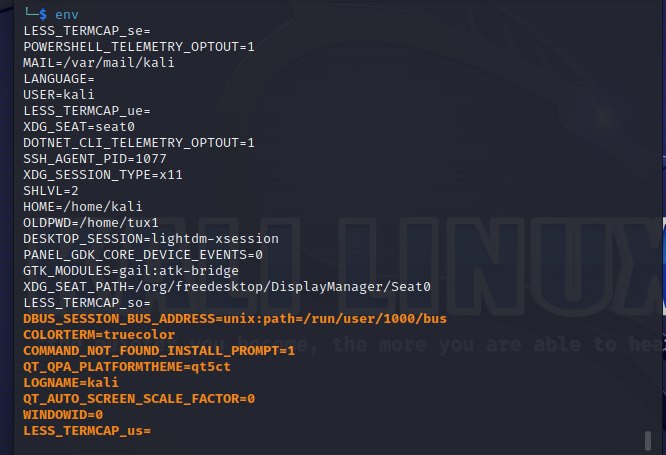 └─$ env
LESS_TERMCAP_se=
POWERSHELL_TELEMETRY_OPTOUT=1
MAIL=/var/mail/kali
LANGUAGE=
USER=kali
LESS_TERMCAP_ue=
XDG_SEAT=seat0
DOTNET_CLI_TELEMETRY_OPTOUT=1
SSH_AGENT_PID=1077
XDG_SESSION_TYPE=x11
SHLVL=2
HOME=/home/kali
OLDPWD=/home/tux1
DESKTOP_SESSION=lightdm-xsession
PANEL_GDK_CORE_DEVICE_EVENTS=0
GTK_MODULES=gail:atk-bridge
XDG_SEAT_PATH=/org/freedesktop/DisplayManager/Seat0
LESS_TERMCAP_so=
DBUS_SESSION_BUS_ADDRESS=unix:path=/run/user/1000/bus
COLORTERM=truecolor
COMMAND_NOT_FOUND_INSTALL_PROMPT=1
QT_QPA_PLATFORMTHEME=qt5ct
LOGNAME=kali
QT_AUTO_SCREEN_SCALE_FACTOR=0
WINDOWID=0
LESS_TERMCAP_us=
KALI LINUX
become, the more you are able to